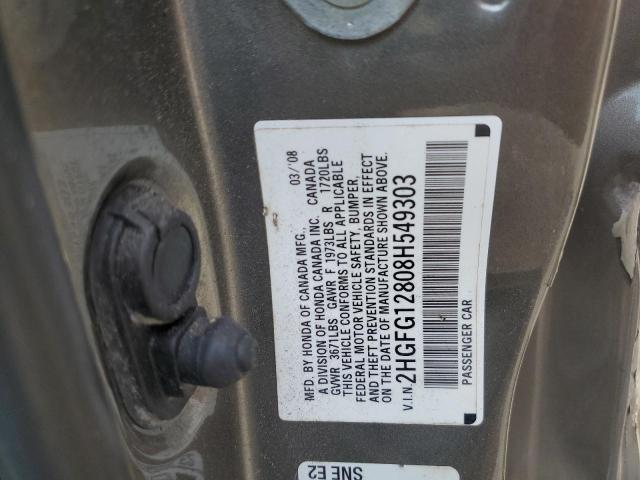 MFD. BY HONDA OF CANADA MFG., 03/'08
A DIVISION OF HONDA CANADA INC. CANADA
GVWR 3671LBS GAWR F 1973LBS R 1720LBS
THIS VEHICLE CONFORMS TO ALL APPLICABLE
FEDERAL MOTOR VEHICLE SAFETY, BUMPER,
AND THEFT PREVENTION STANDARDS IN EFFECT
ON THE DATE OF MANUFACTURE SHOWN ABOVE.
V.I.N. 2HGFG12808H549303
PASSENGER CAR
SNE E2